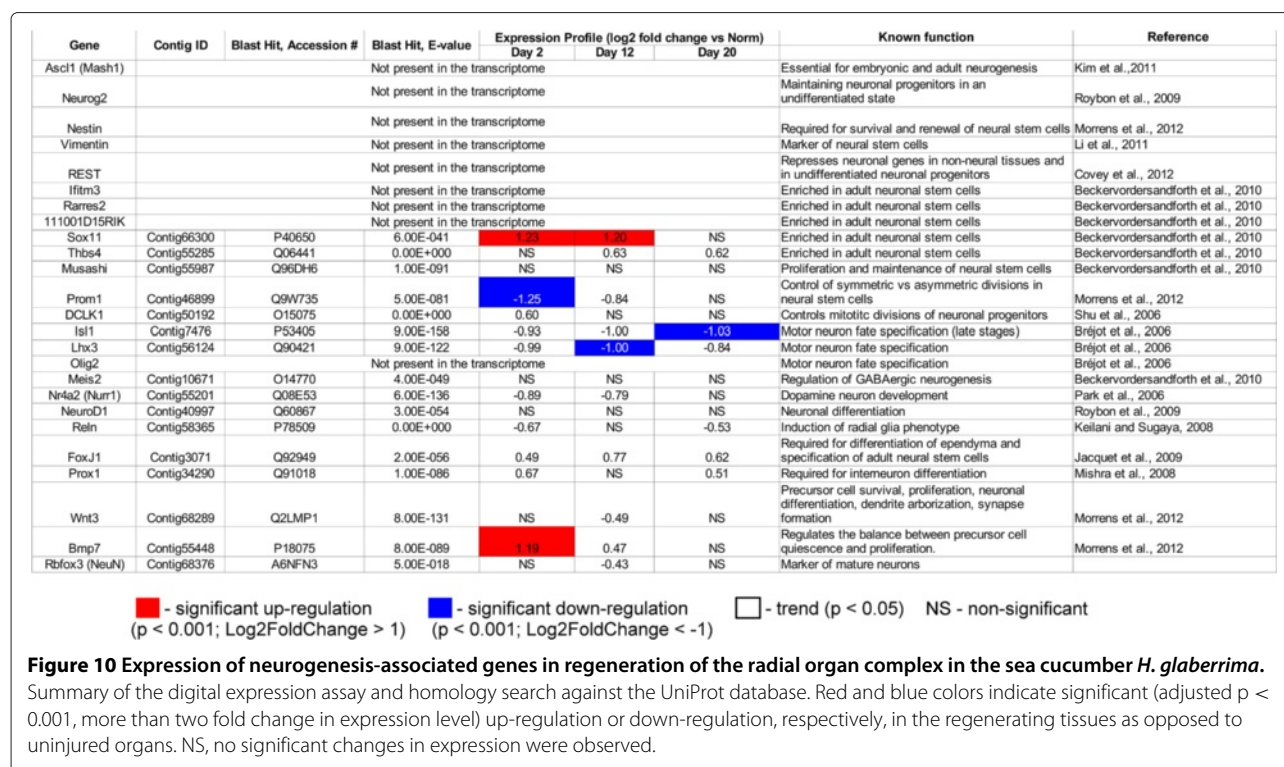 Gene Contig ID Blast Hit, Accession # Blast Hit, E-value Expression Profile (log2 fold change vs Norm) Known function Reference
Day 2 Day 12 Day 20
Ascl1 (Mash1) Not present in the transcriptome Essential for embryonic and adult neurogenesis Kim et al.,2011
Neurog2 Not present in the transcriptome Maintaining neuronal progenitors in an
undifferentiated state Roybon et al., 2009
Nestin Not present in the transcriptome Required for survival and renewal of neural stem cells Morrens et al., 2012
Vimentin Not present in the transcriptome Marker of neural stem cells Li et al., 2011
REST Not present in the transcriptome Represses neuronal genes in non-neural tissues and
in undifferentiated neuronal progenitors Covey et al., 2012
Ifitm3 Not present in the transcriptome Enriched in adult neuronal stem cells Beckervordersandforth et al., 2010
Rarres2 Not present in the transcriptome Enriched in adult neuronal stem cells Beckervordersandforth et al., 2010
111001D15RIK Not present in the transcriptome Enriched in adult neuronal stem cells Beckervordersandforth et al., 2010
Sox11 Contig66300 P40650 6.00E-041 1.23 1.20 NS Enriched in adult neuronal stem cells Beckervordersandforth et al., 2010
Thbs4 Contig55285 Q06441 0.00E+000 NS 0.63 0.62 Enriched in adult neuronal stem cells Beckervordersandforth et al., 2010
Musashi Contig55987 Q96DH6 1.00E-091 NS NS NS Proliferation and maintenance of neural stem cells Beckervordersandforth et al., 2010
Prom1 Contig46899 Q9W735 5.00E-081 -1.25 -0.84 NS Control of symmetric vs asymmetric divisions in
neural stem cells Morrens et al., 2012
DCLK1 Contig50192 O15075 0.00E+000 0.60 NS NS Controls mitotitc divisions of neuronal progenitors Shu et al., 2006
Isl1 Contig7476 P53405 9.00E-158 -0.93 -1.00 -1.03 Motor neuron fate specification (late stages) Bréjot et al., 2006
Lhx3 Contig56124 Q90421 9.00E-122 -0.99 -1.00 -0.84 Motor neuron fate specification Bréjot et al., 2006
Olig2 Not present in the transcriptome Motor neuron fate specification Bréjot et al., 2006
Meis2 Contig10671 O14770 4.00E-049 NS NS NS Regulation of GABAergic neurogenesis Beckervordersandforth et al., 2010
Nr4a2 (Nurr1) Contig55201 Q08E53 6.00E-136 -0.89 -0.79 NS Dopamine neuron development Park et al., 2006
NeuroD1 Contig40997 Q60867 3.00E-054 NS NS NS Neuronal differentiation Roybon et al., 2009
Reln Contig58365 P78509 0.00E+000 -0.67 NS -0.53 Induction of radial glia phenotype Keilani and Sugaya, 2008
FoxJ1 Contig3071 Q92949 2.00E-056 0.49 0.77 0.62 Required for differentiation of ependyma and
specification of adult neural stem cells Jacquet et al., 2009
Prox1 Contig34290 Q91018 1.00E-086 0.67 NS 0.51 Required for interneuron differentiation Mishra et al., 2008
Wnt3 Contig68289 Q2LMP1 8.00E-131 NS -0.49 NS Precursor cell survival, proliferation, neuronal
differentiation, dendrite arborization, synapse
formation Morrens et al., 2012
Bmp7 Contig55448 P18075 8.00E-089 1.19 0.47 NS Regulates the balance between precursor cell
quiescence and proliferation. Morrens et al., 2012
Rbfox3 (NeuN) Contig68376 A6NFN3 5.00E-018 NS -0.43 NS Marker of mature neurons
- significant up-regulation - significant down-regulation - trend (p < 0.05) NS - non-significant
(p < 0.001; Log2FoldChange > 1) (p < 0.001; Log2FoldChange < -1)
Figure 10 Expression of neurogenesis-associated genes in regeneration of the radial organ complex in the sea cucumber H. glaberrima.
Summary of the digital expression assay and homology search against the UniProt database. Red and blue colors indicate significant (adjusted p <
0.001, more than two fold change in expression level) up-regulation or down-regulation, respectively, in the regenerating tissues as opposed to
uninjured organs. NS, no significant changes in expression were observed.